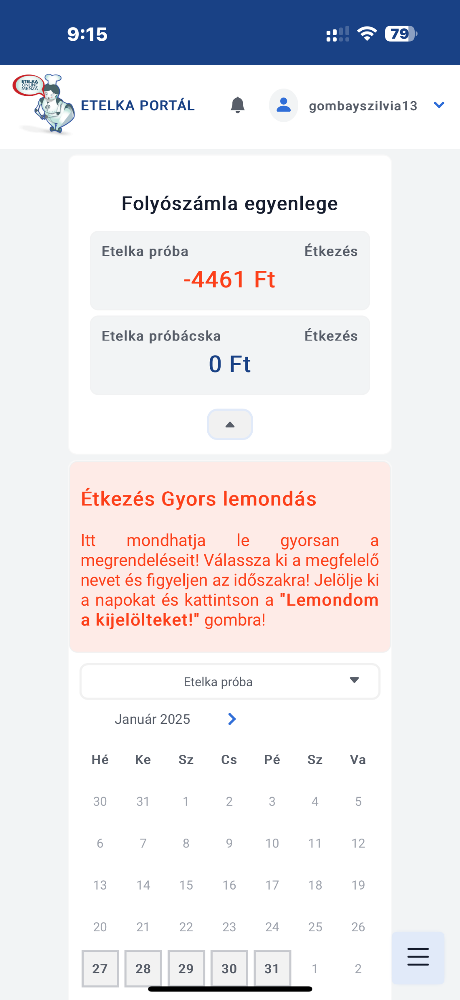 9:15
79
ETELKA
ONLINE
MENZA
@
ETELKA PORTÁL
gombayszilvia13
Folyószámla egyenlege
Etelka próba Étkezés
-4461 Ft
Etelka próbácska Étkezés
0 Ft
Étkezés Gyors lemondás
Itt mondhatja le gyorsan a
megrendeléseit! Válassza ki a megfelelő
nevet és figyeljen az időszakra! Jelölje ki
a napokat és kattintson a "Lemondom
a kijelölteket!" gombra!
Etelka próba
Január 2025
Hé Ke Sz Cs Pé Sz Va
30 31 1 2 3 4 5
6 7 8 9 10 11 12
13 14 15 16 17 18 19
20 21 22 23 24 25 26
27 28 29 30 31 1 2